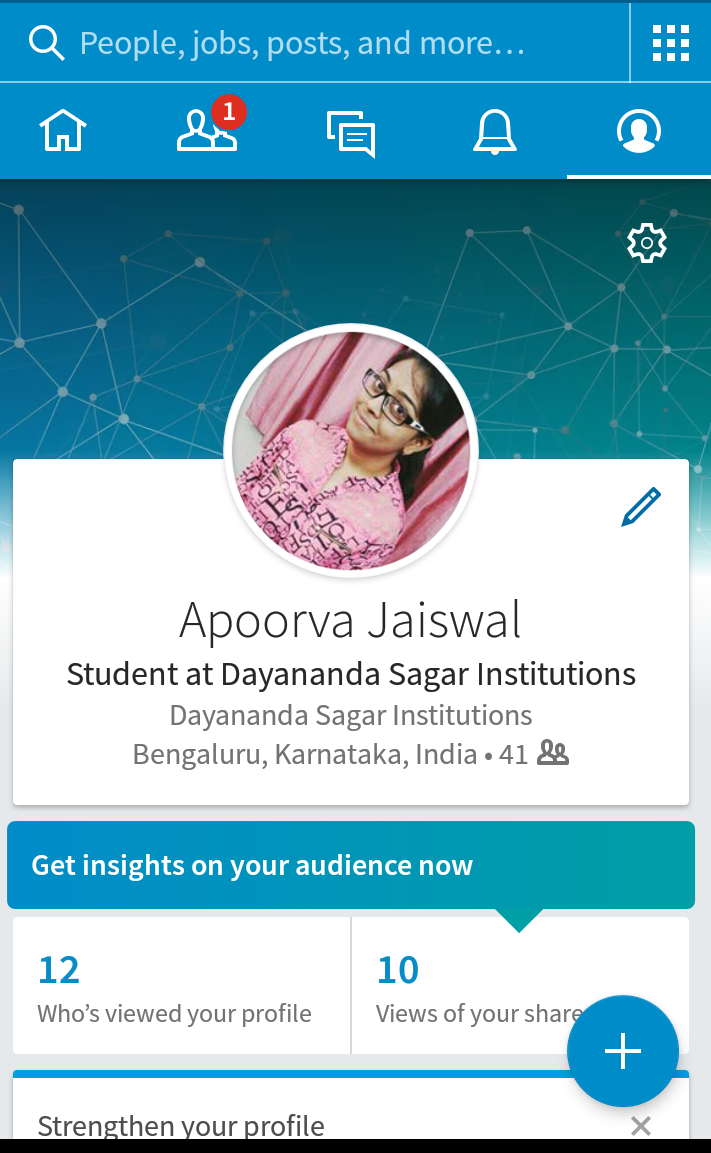 People, jobs, posts, and more...
1
Apoorva Jaiswal
Student at Dayananda Sagar Institutions
Dayananda Sagar Institutions
Bengaluru, Karnataka, India • 41
Get insights on your audience now
12
Who's viewed your profile
10
Views of your share
Strengthen your profile